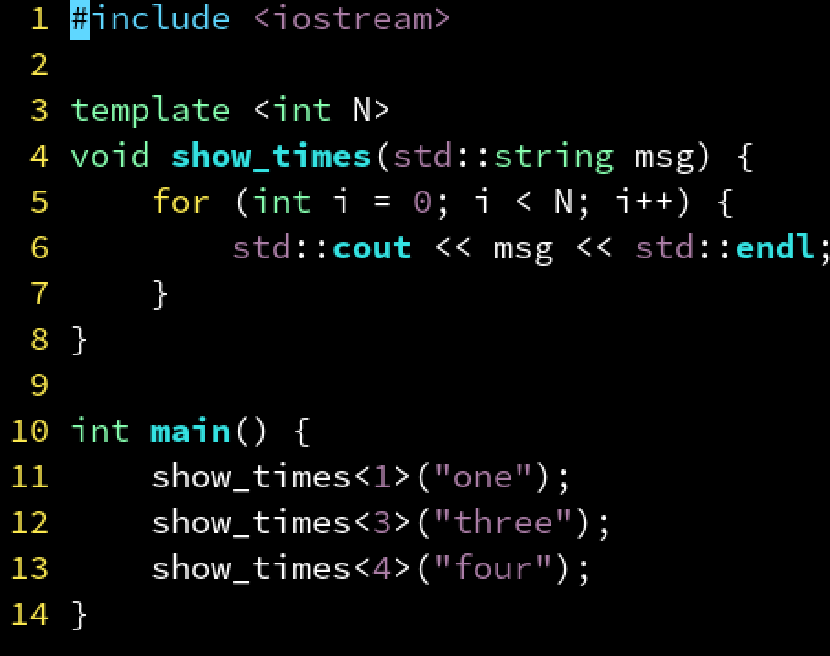 1 #include <iostream>
2
3 template <int N>
4 void show_times(std::string msg) {
5     for (int i = 0; i < N; i++) {
6         std::cout << msg << std::endl;
7     }
8 }
9
10 int main() {
11     show_times<1>("one");
12     show_times<3>("three");
13     show_times<4>("four");
14 }